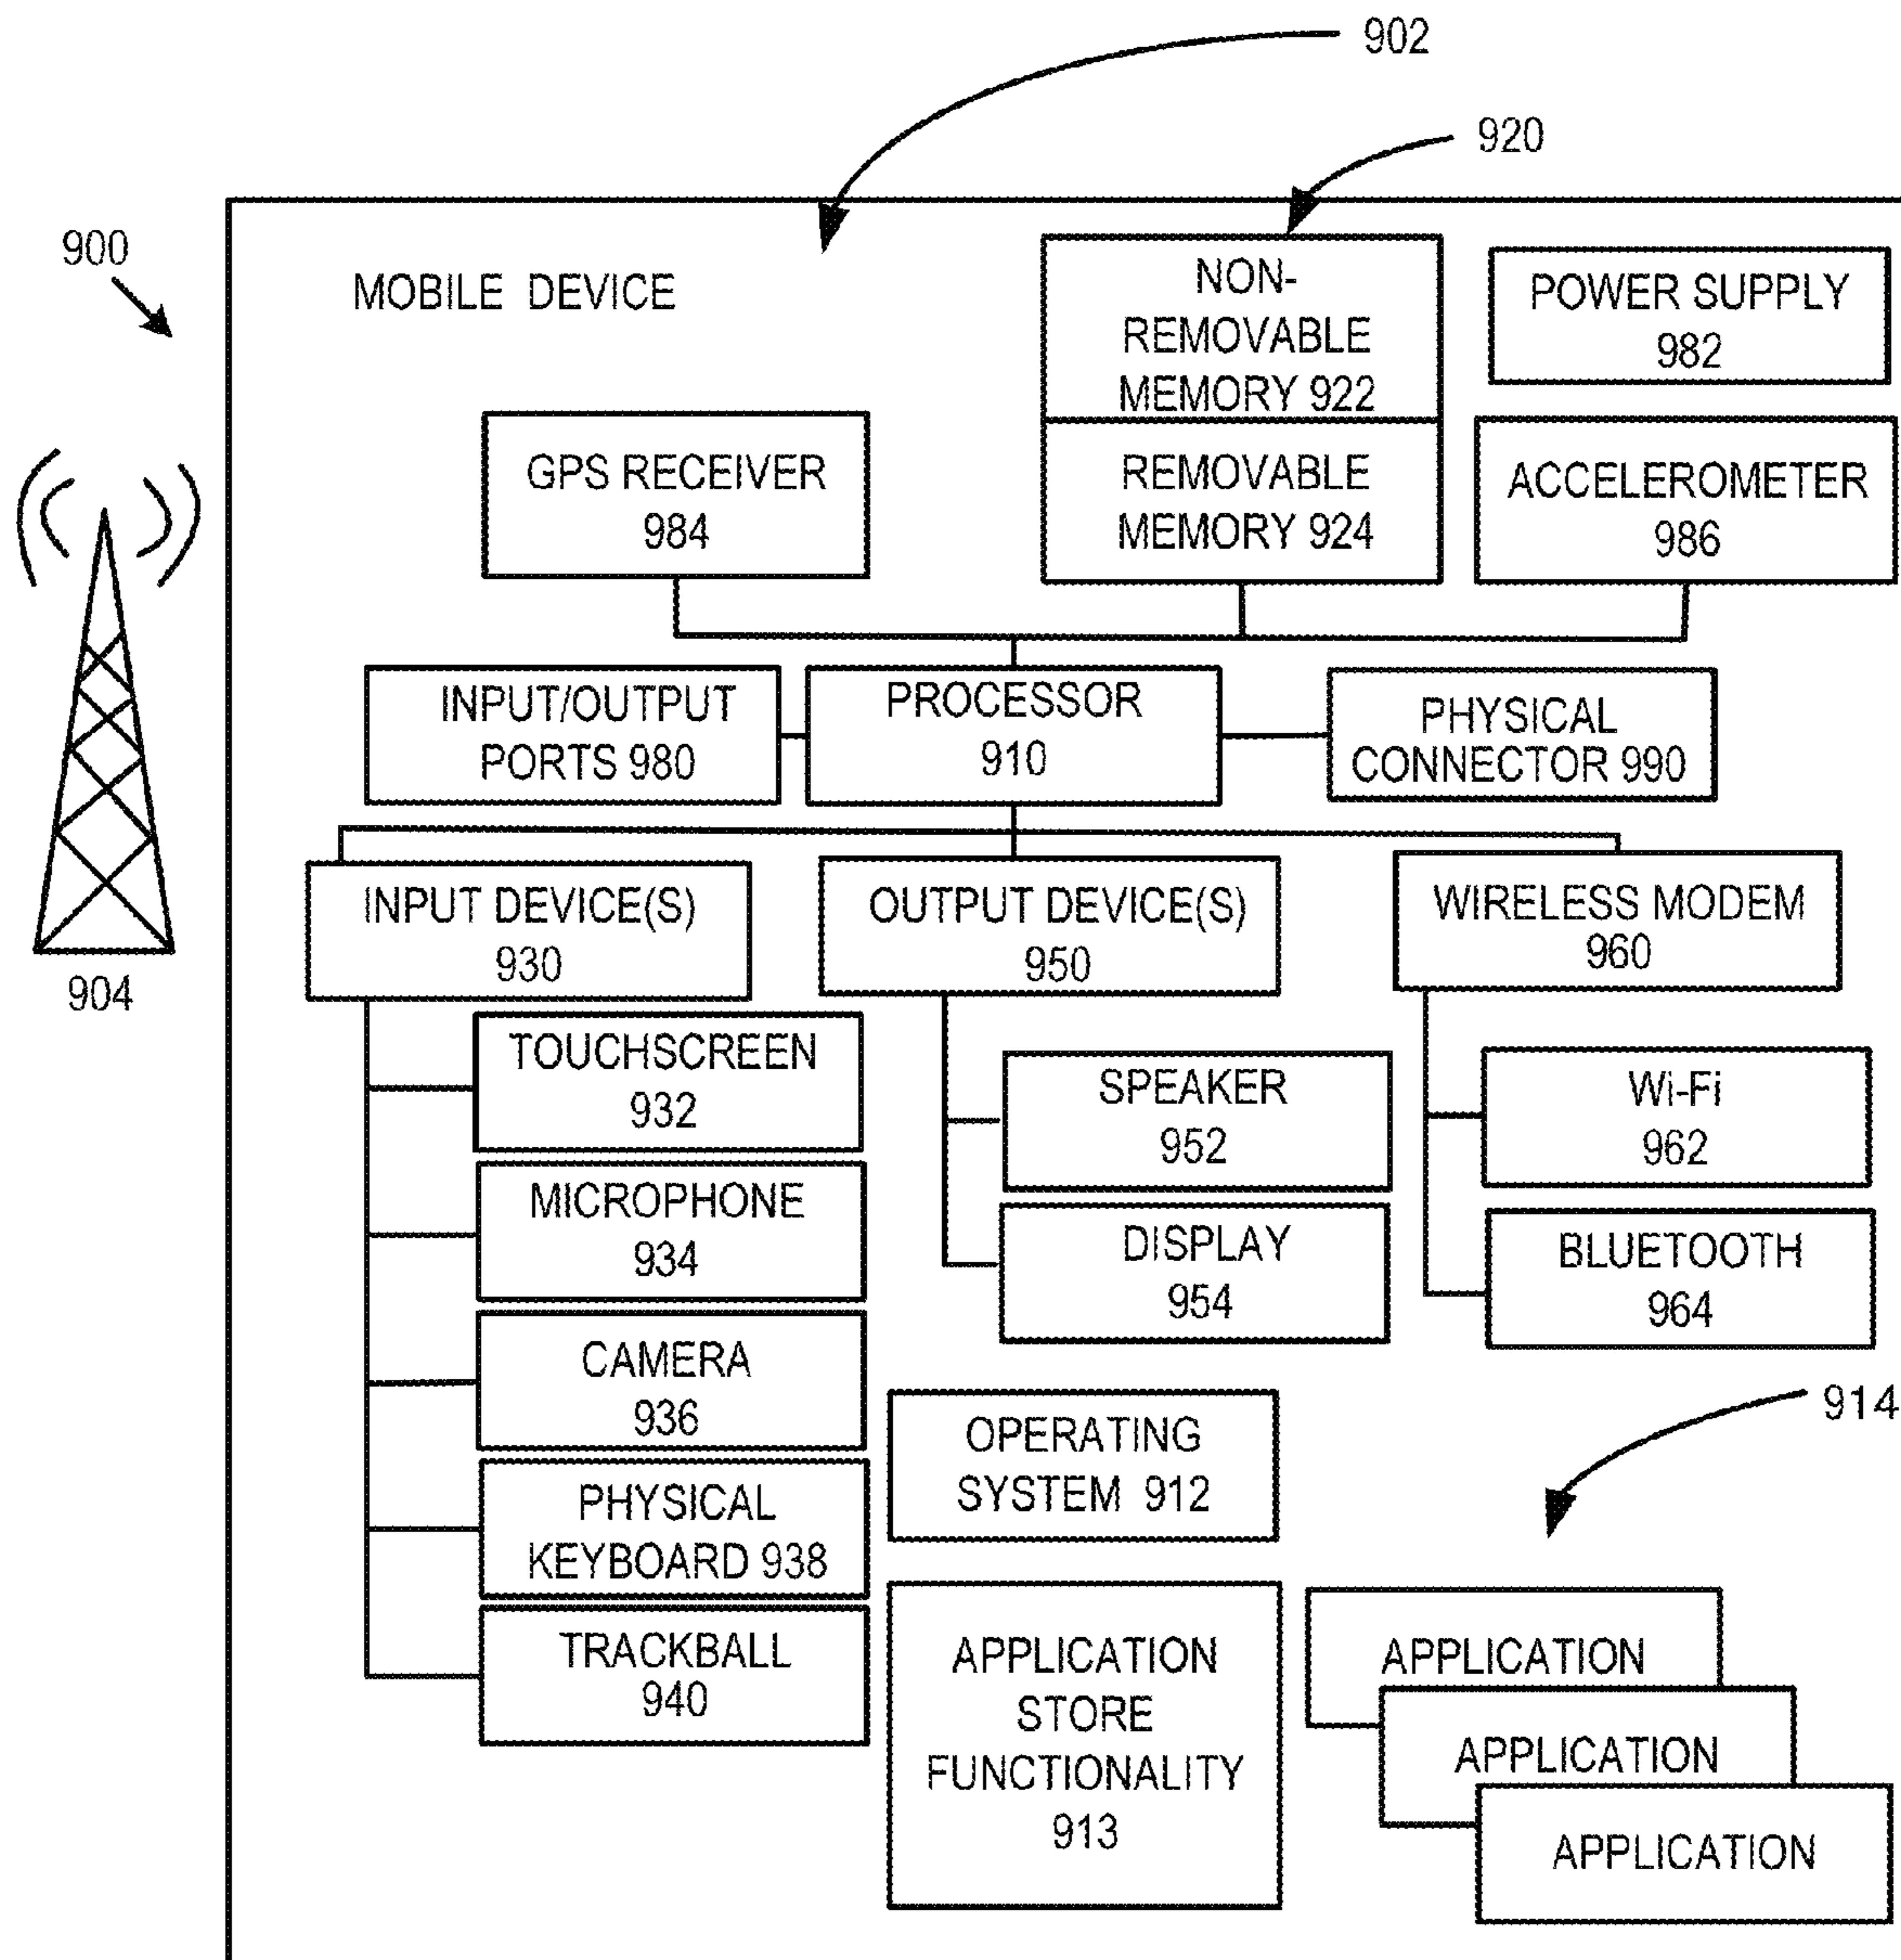 902
920
900
MOBILE DEVICE
NON-
REMOVABLE
MEMORY 922
POWER SUPPLY
982
GPS RECEIVER
984
REMOVABLE
MEMORY 924
ACCELEROMETER
986
INPUT/OUTPUT
PORTS 980
PROCESSOR
910
PHYSICAL
CONNECTOR 990
INPUT DEVICE(S)
930
OUTPUT DEVICE(S)
950
WIRELESS MODEM
960
904
TOUCHSCREEN
932
SPEAKER
952
Wi-Fi
962
MICROPHONE
934
DISPLAY
954
BLUETOOTH
964
CAMERA
936
OPERATING
SYSTEM 912
914
PHYSICAL
KEYBOARD 938
TRACKBALL
940
APPLICATION
STORE
FUNCTIONALITY
913
APPLICATION
APPLICATION
APPLICATION